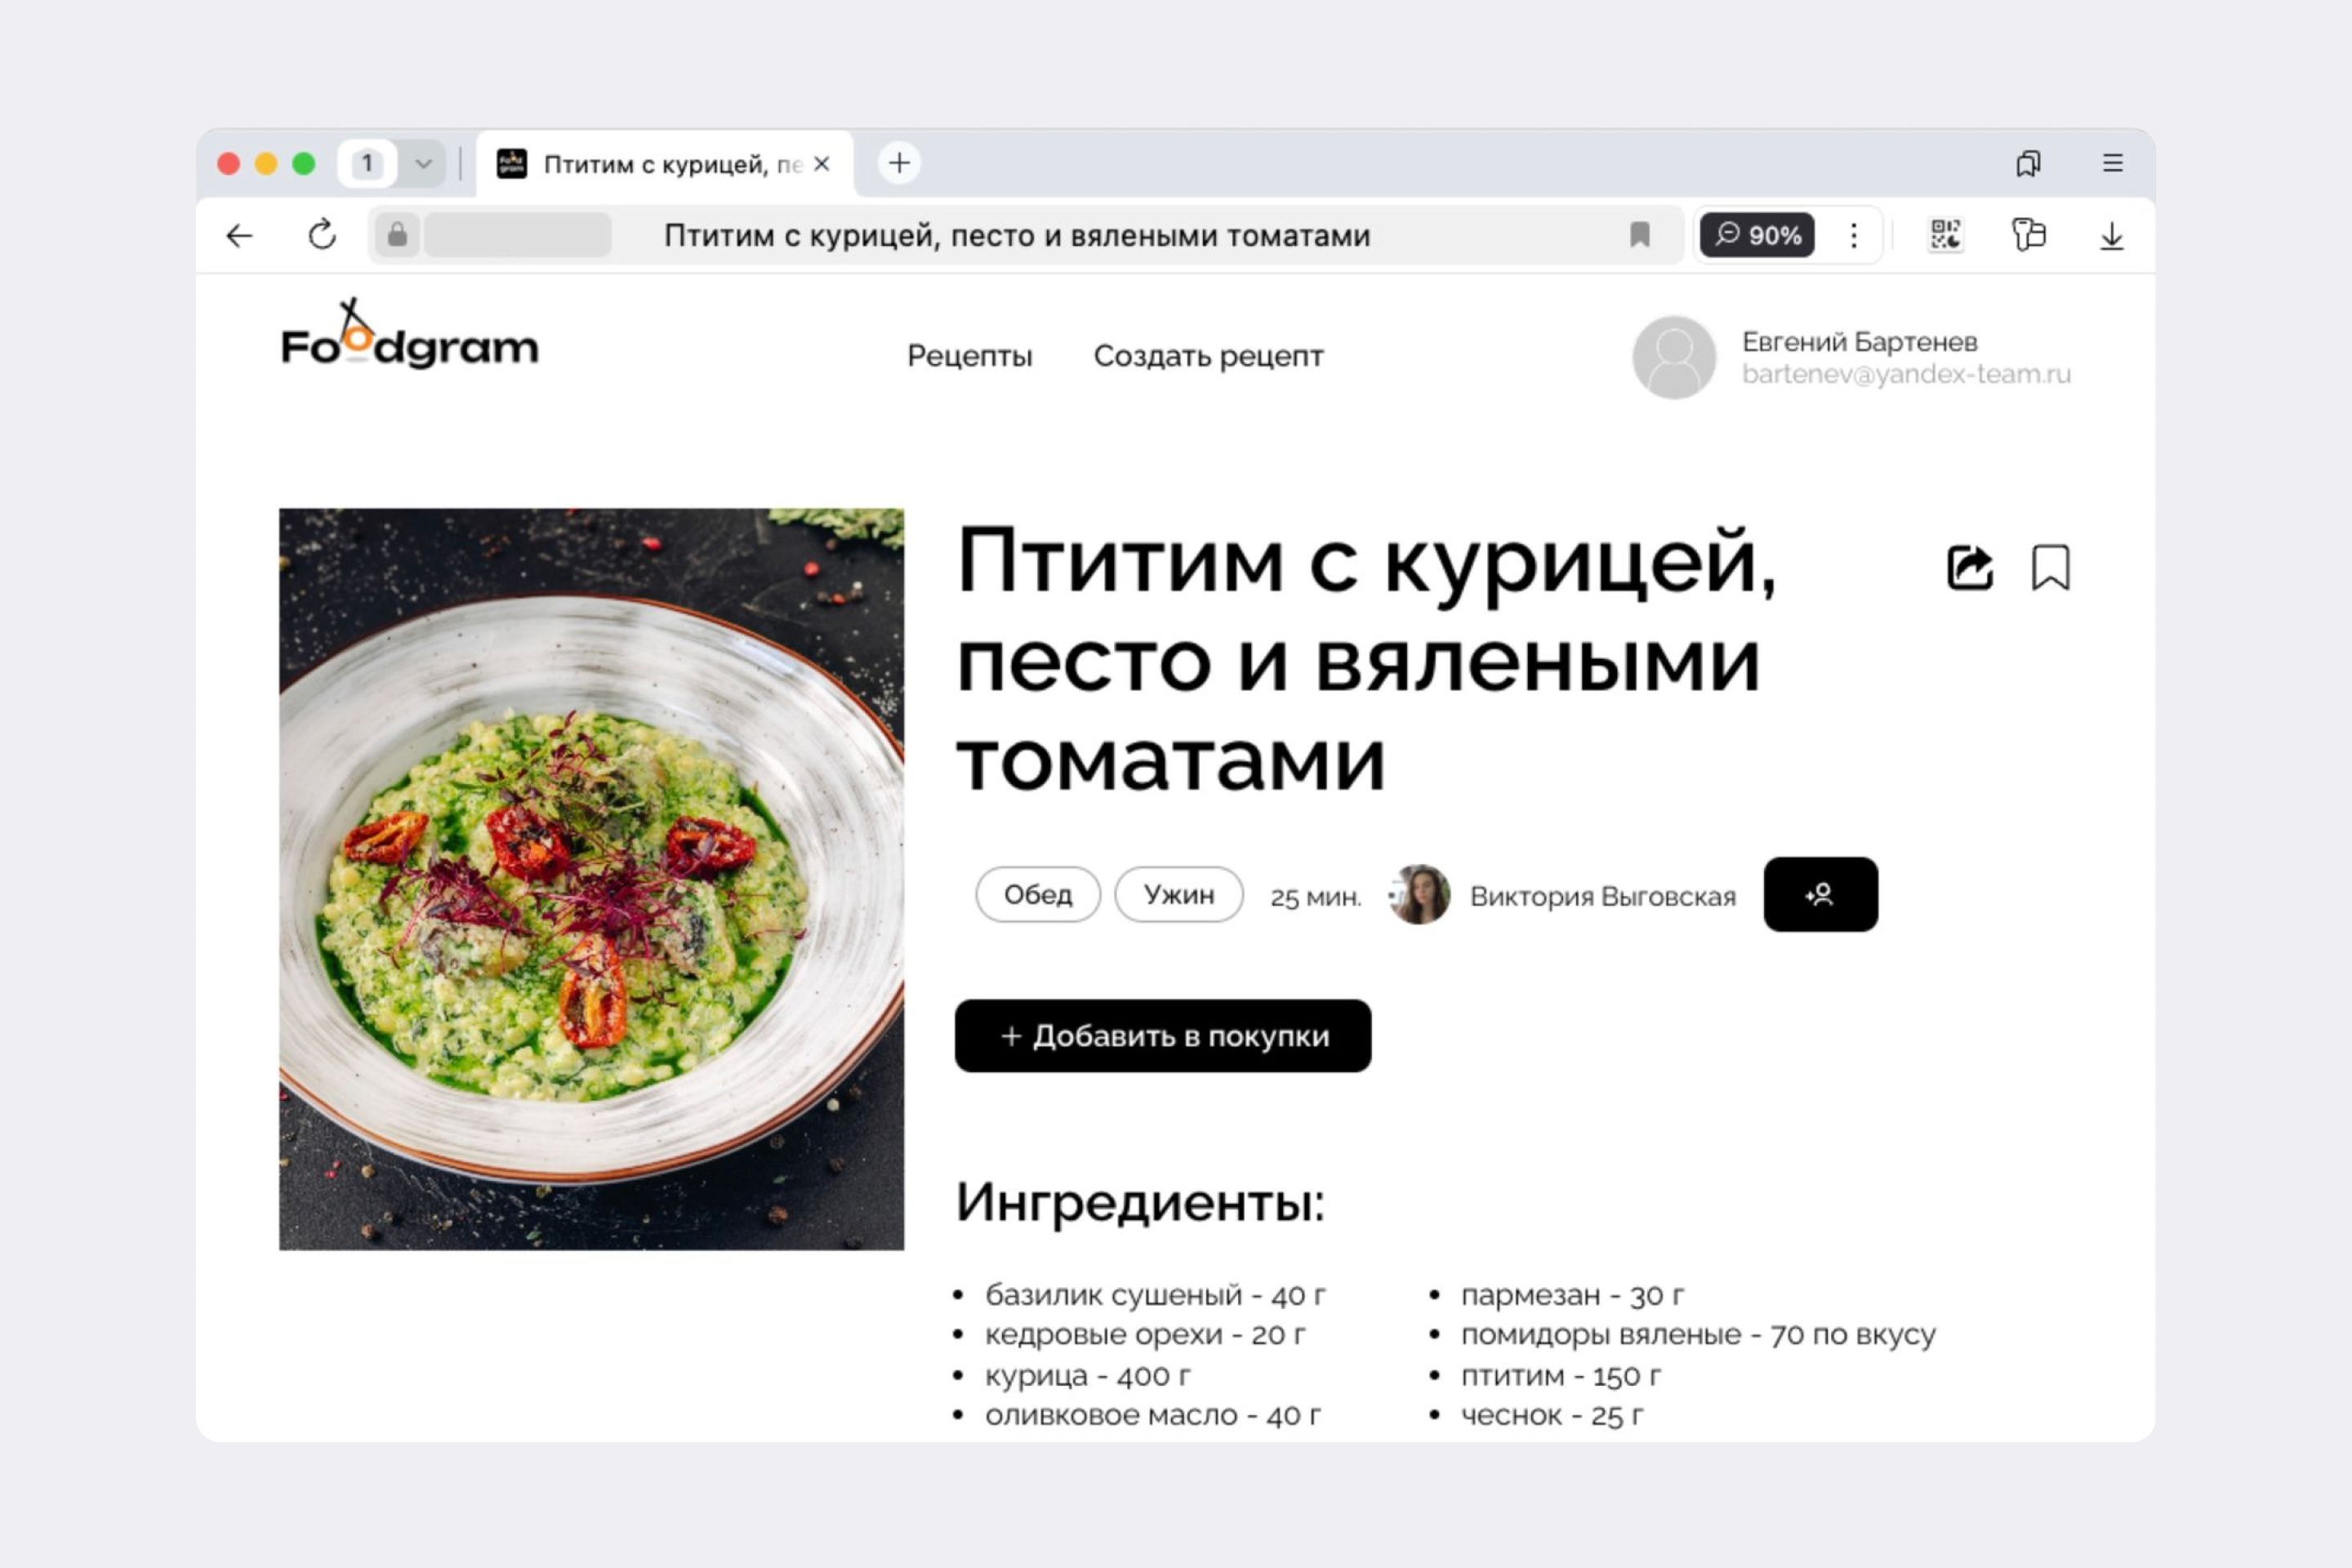 1
Птитим с курицей, пе
Птитим с курицей, песто и вялеными томатами
90%
Foodgram
Рецепты
Создать рецепт
Евгений Бартенев
bartenev@yandex-team.ru
Птитим с курицей,
песто и вялеными
томатами
Обед
Ужин
25 мин.
Виктория Выговская
+ Добавить в покупки
Ингредиенты:
базилик сушеный - 40 г
кедровые орехи - 20 г
курица - 400 г
оливковое масло - 40 г
пармезан - 30 г
помидоры вяленые - 70 по вкусу
птитим - 150 г
чеснок - 25 г